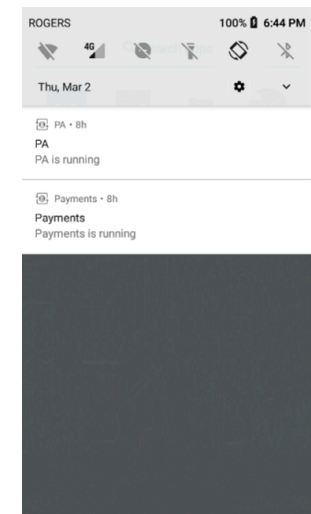 ROGERS 100% 6:44 PM
4G
Thu, Mar 2
PA • 8h
PA
PA is running
Payments • 8h
Payments
Payments is running